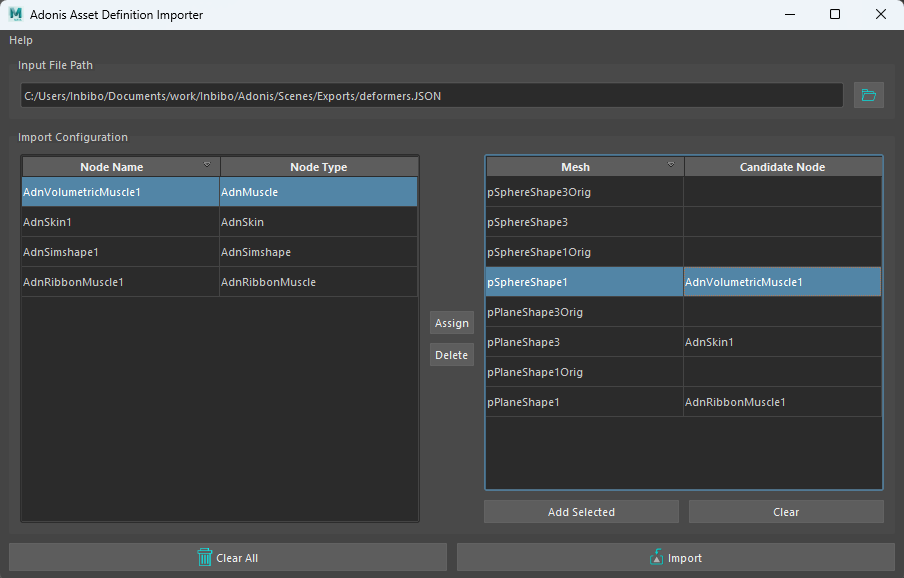 Adonis Asset Definition Importer
Help
Input File Path
C:/Users/Inbibo/Documents/work/Inbibo/Adonis/Scenes/Exports/deformers.JSON
Import Configuration
Node Name Node Type
AdnVolumetricMuscle1 AdnMuscle
AdnSkin1 AdnSkin
AdnSimshape1 AdnSimshape
AdnRibbonMuscle1 AdnRibbonMuscle
Assign
Delete
Mesh Candidate Node
pSphereShape3Orig
pSphereShape3
pSphereShape1Orig
pSphereShape1 AdnVolumetricMuscle1
pPlaneShape3Orig
pPlaneShape3 AdnSkin1
pPlaneShape1Orig
pPlaneShape1 AdnRibbonMuscle1
Add Selected Clear
Clear All Import